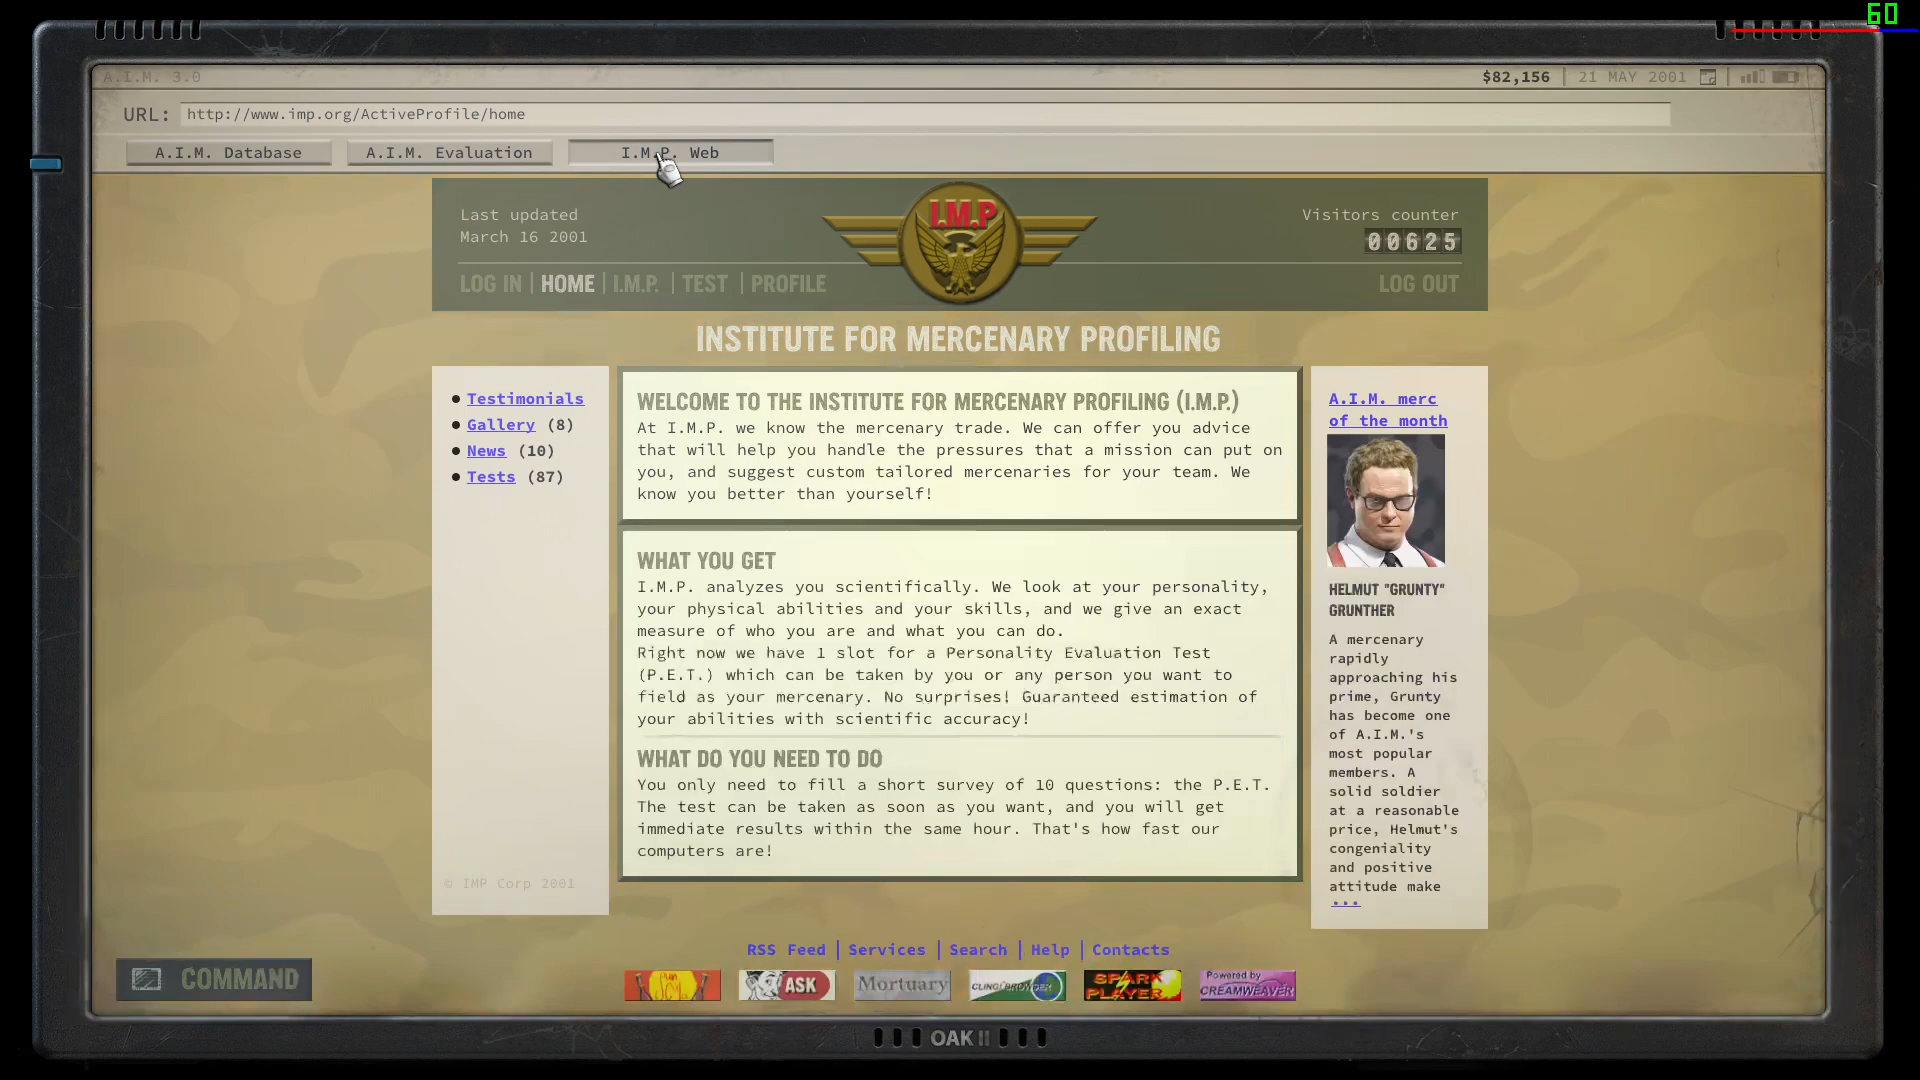 60
A.I.M. 3.0
$82,156
21 MAY 2001
URL: http://www.imp.org/ActiveProfile/home
A.I.M. Database
A.I.M. Evaluation
I.M.P. Web
Last updated
March 16 2001
I.M.P
Visitors counter
00625
LOG IN | HOME | I.M.P. | TEST | PROFILE
LOG OUT
INSTITUTE FOR MERCENARY PROFILING
Testimonials
Gallery (8)
News (10)
Tests (87)
© IMP Corp 2001
WELCOME TO THE INSTITUTE FOR MERCENARY PROFILING (I.M.P.)
At I.M.P. we know the mercenary trade. We can offer you advice
that will help you handle the pressures that a mission can put on
you, and suggest custom tailored mercenaries for your team. We
know you better than yourself!
WHAT YOU GET
I.M.P. analyzes you scientifically. We look at your personality,
your physical abilities and your skills, and we give an exact
measure of who you are and what you can do.
Right now we have 1 slot for a Personality Evaluation Test
(P.E.T.) which can be taken by you or any person you want to
field as your mercenary. No surprises! Guaranteed estimation of
your abilities with scientific accuracy!
WHAT DO YOU NEED TO DO
You only need to fill a short survey of 10 questions: the P.E.T.
The test can be taken as soon as you want, and you will get
immediate results within the same hour. That's how fast our
computers are!
A.I.M. merc
of the month
HELMUT "GRUNTY"
GRUNTHER
A mercenary
rapidly
approaching his
prime, Grunty
has become one
of A.I.M.'s
most popular
members. A
solid soldier
at a reasonable
price, Helmut's
congeniality
and positive
attitude make
...
RSS Feed | Services | Search | Help | Contacts
ASK
Mortuary
CLINGBROWSER
SPARK
PLAYER
Powered by
CREAMWEAVER
COMMAND
OAK II